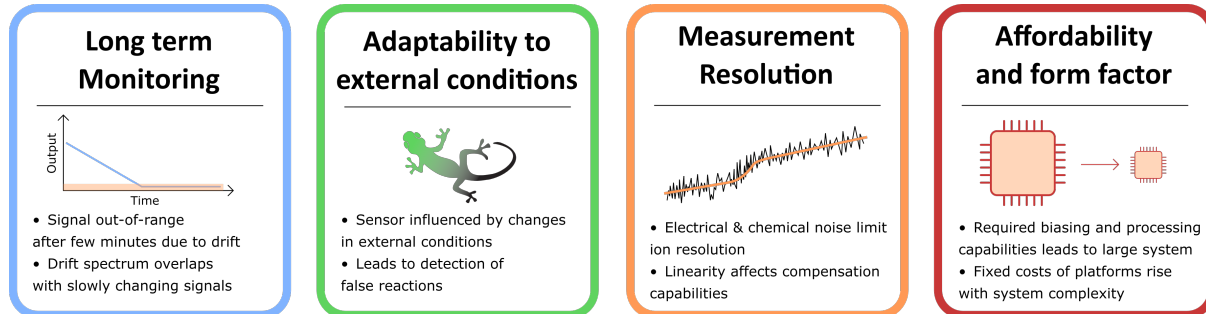 Long term
Monitoring
Output
Time
• Signal out-of-range
after few minutes due to drift
• Drift spectrum overlaps
with slowly changing signals
Adaptability to
external conditions
• Sensor influenced by changes
in external conditions
• Leads to detection of
false reactions
Measurement
Resolution
• Electrical & chemical noise limit
ion resolution
• Linearity affects compensation
capabilities
Affordability
and form factor
• Required biasing and processing
capabilities leads to large system
• Fixed costs of platforms rise
with system complexity